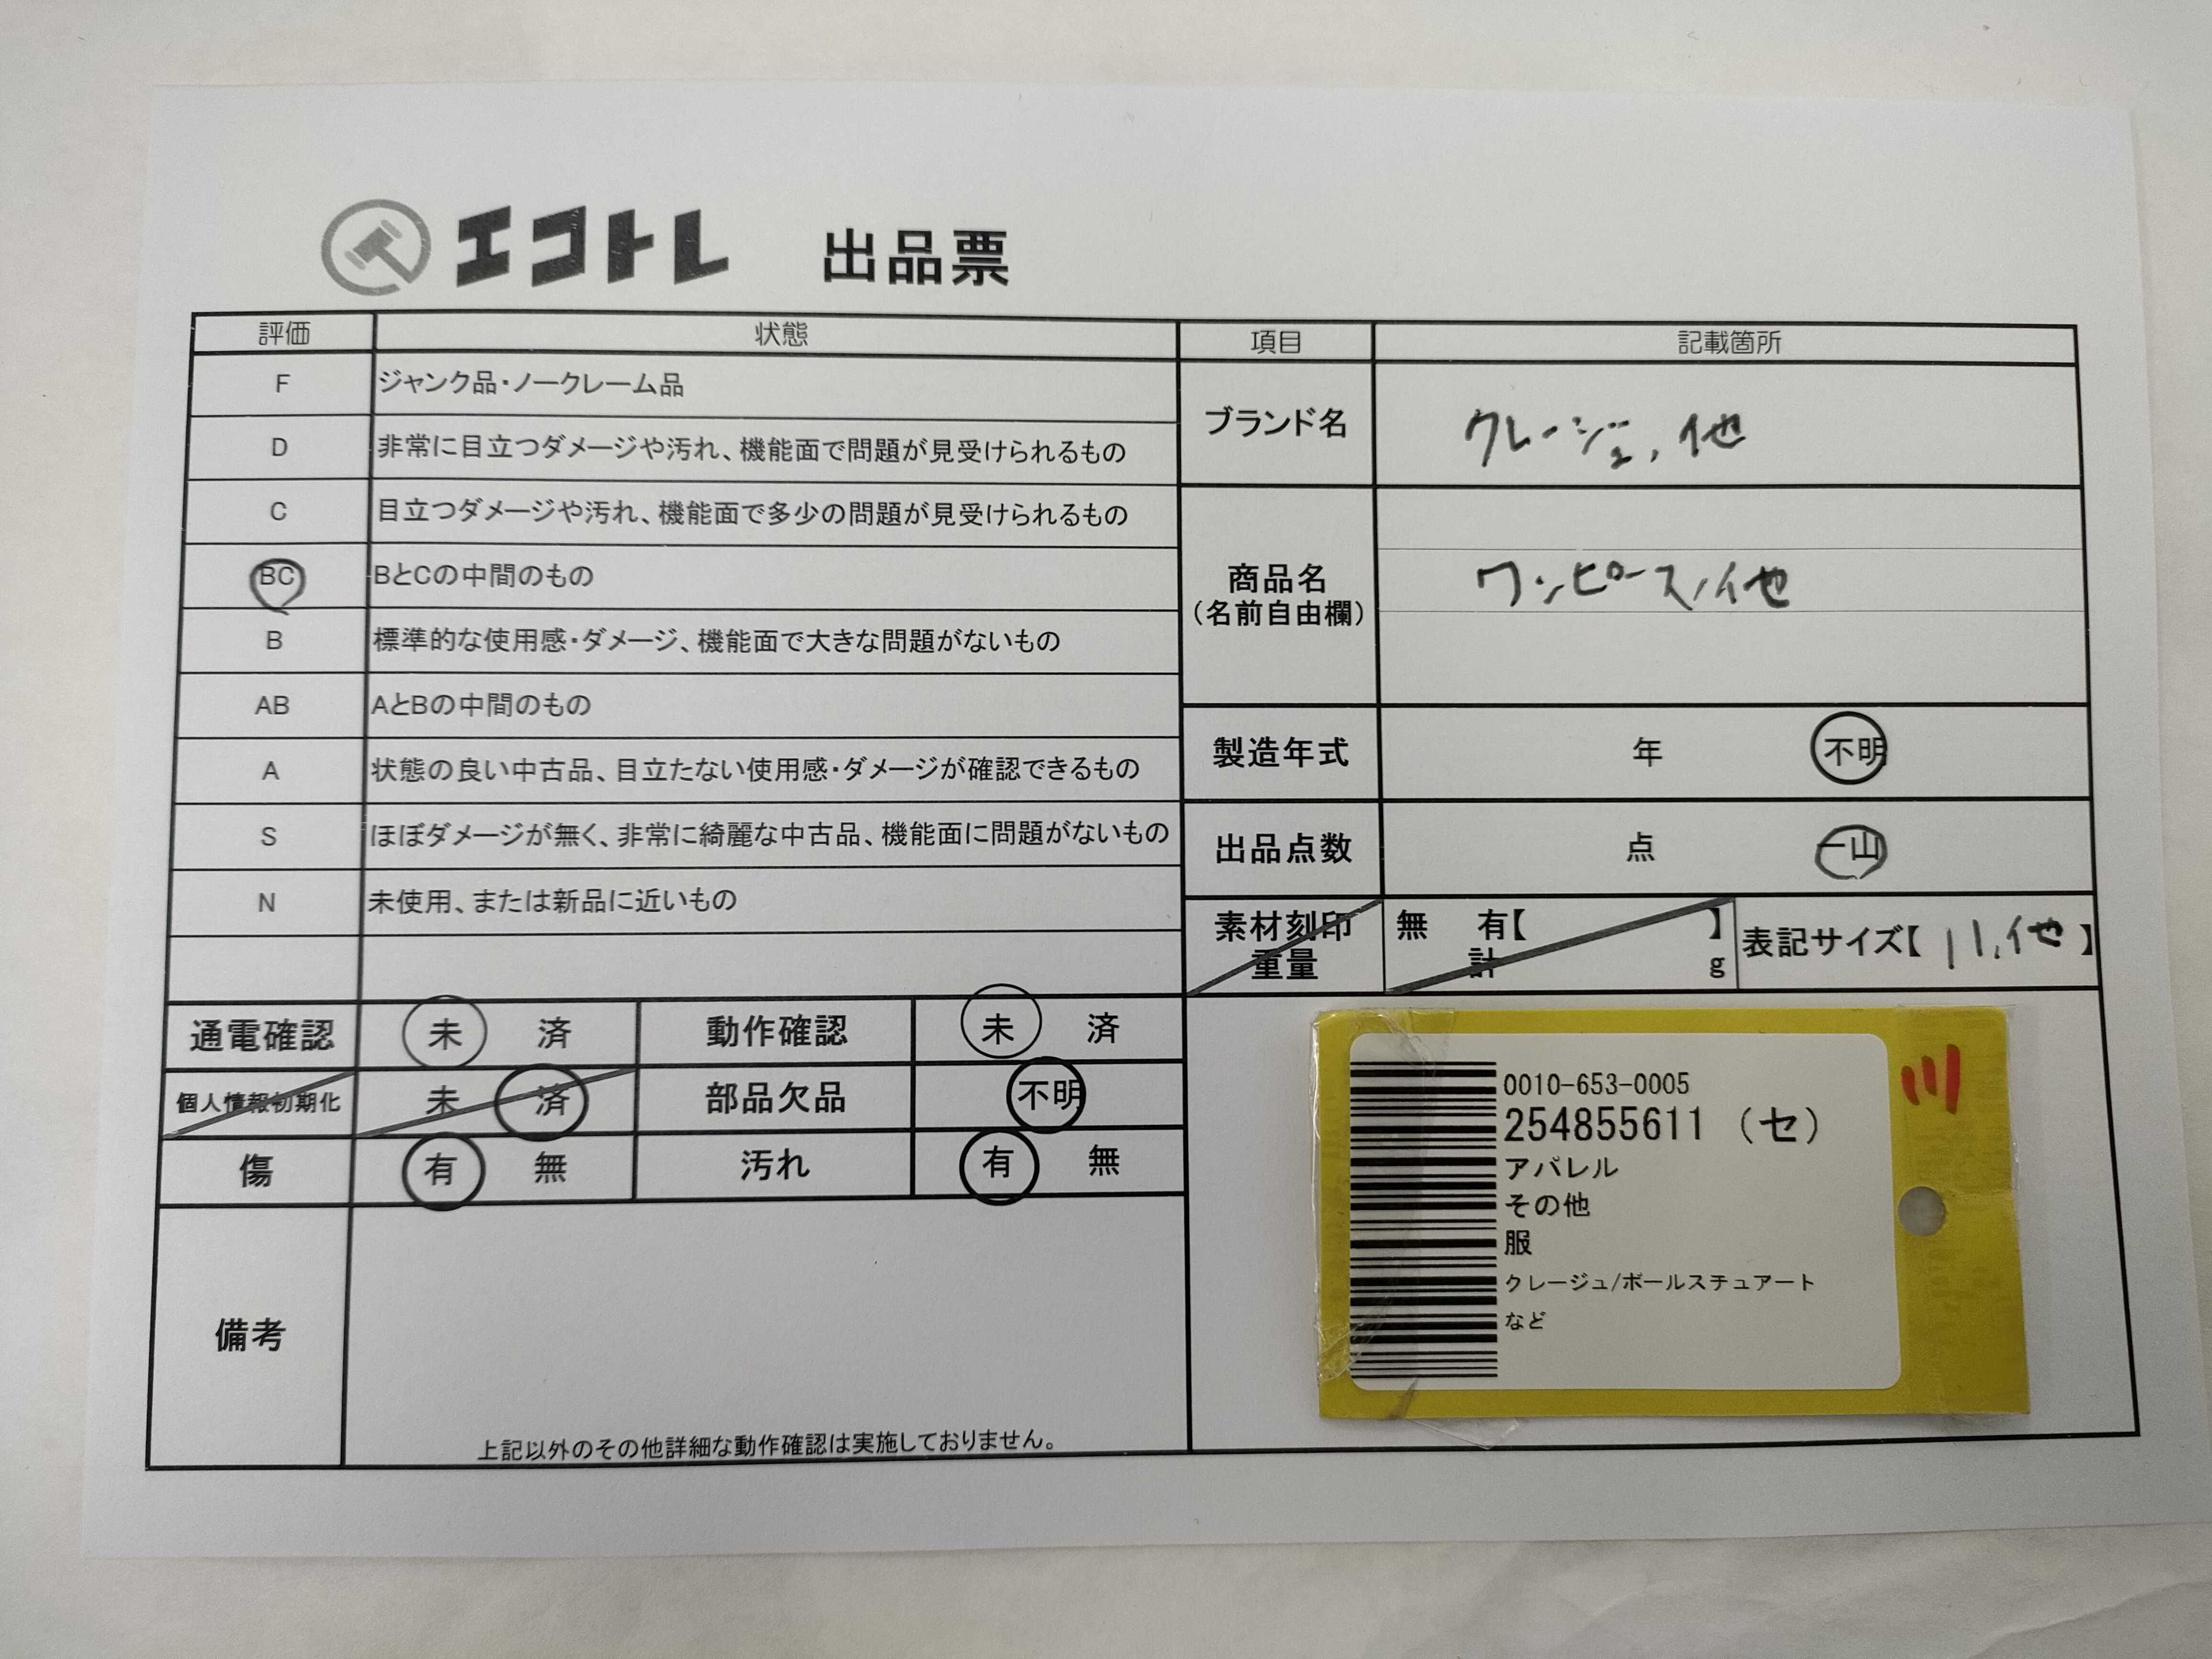 エコトレ 出品票
評価 状態
F ジャンク品・ノークレーム品
D 非常に目立つダメージや汚れ、機能面で問題が見受けられるもの
C 目立つダメージや汚れ、機能面で多少の問題が見受けられるもの
BC BとCの中間のもの
B 標準的な使用感・ダメージ、機能面で大きな問題がないもの
AB AとBの中間のもの
A 状態の良い中古品、目立たない使用感・ダメージが確認できるもの
S ほぼダメージが無く、非常に綺麗な中古品、機能面に問題がないもの
N 未使用、または新品に近いもの
項目 記載箇所
ブランド名 クレージュ,他
商品名
(名前自由欄)
ワンピース/他
製造年式 年 不明
出品点数 点 一山
素材刻印
重量
無 有【 】
計 g
表記サイズ【 11,他 】
通電確認 未 済 動作確認 未 済
個人情報初期化 未 済 部品欠品 不明
傷 有 無 汚れ 有 無
備考
上記以外のその他詳細な動作確認は実施しておりません。
0010-653-0005
254855611 (セ)
アパレル
その他
服
クレージュ/ポールスチュアート
など